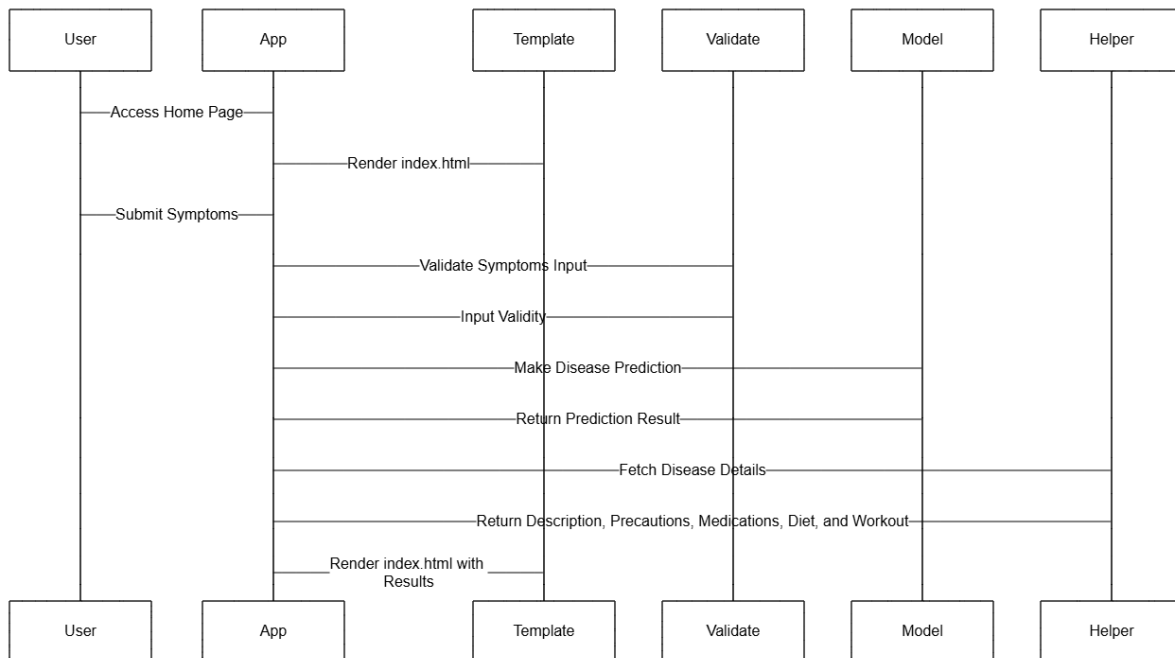 User App Template Validate Model Helper
Access Home Page
Render index.html
Submit Symptoms
Validate Symptoms Input
Input Validity
Make Disease Prediction
Return Prediction Result
Fetch Disease Details
Return Description, Precautions, Medications, Diet, and Workout
Render index.html with
Results
User App Template Validate Model Helper